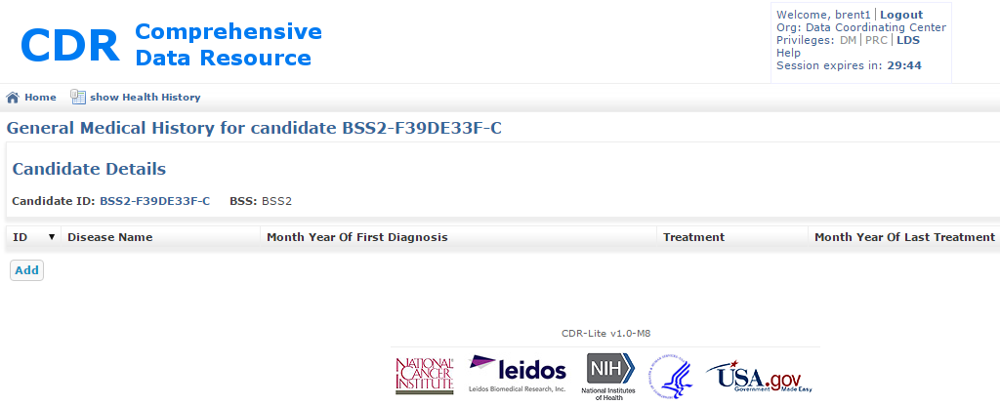 CDR Comprehensive Data Resource
Welcome, brent1 | Logout
Org: Data Coordinating Center
Privileges: DM | PRC | LDS
Help
Session expires in: 29:44
Home show Health History
General Medical History for candidate BSS2-F39DE33F-C
Candidate Details
Candidate ID: BSS2-F39DE33F-C BSS: BSS2
ID ▼ Disease Name Month Year Of First Diagnosis Treatment Month Year Of Last Treatment
Add
CDR-Lite v1.0-M8
NATIONAL CANCER INSTITUTE
leidos
Leidos Biomedical Research, Inc.
NIH
National Institutes of Health
USA.gov
Government Made Easy